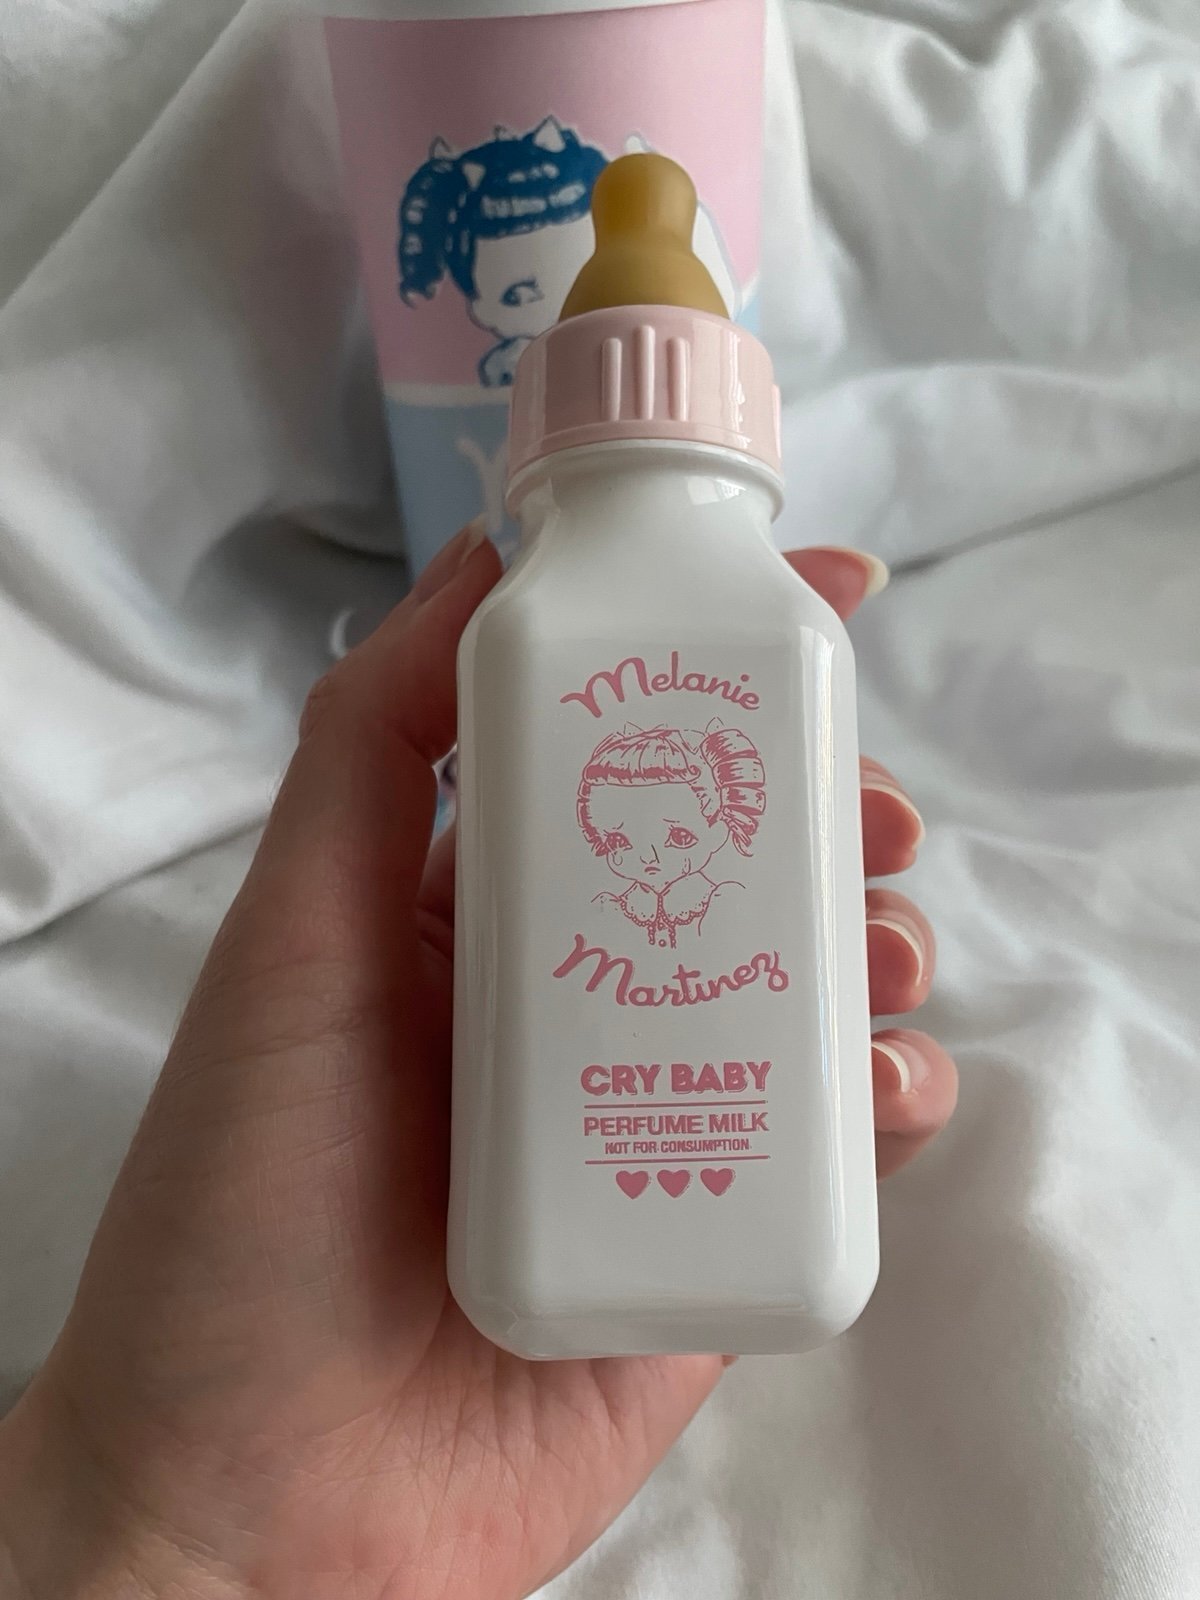 Melanie
Martinez
CRY BABY
PERFUME MILK
NOT FOR CONSUMPTION